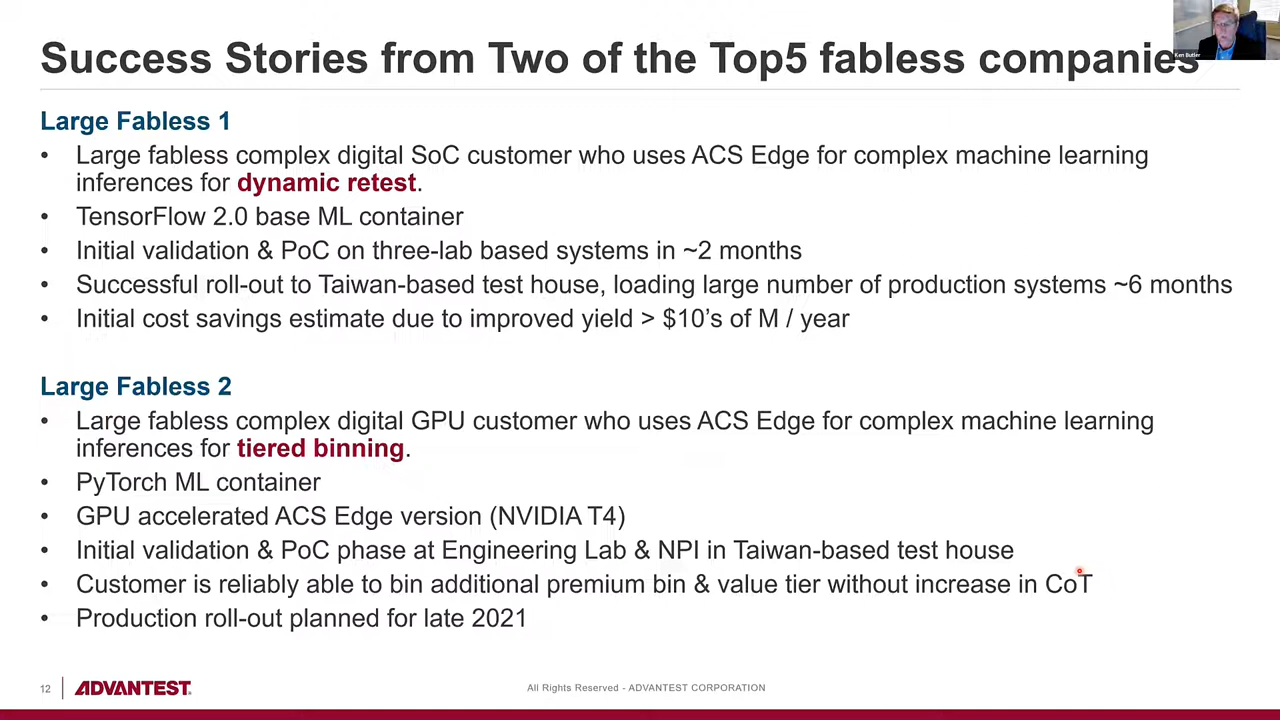 Success Stories from Two of the Top5 fabless companies
Ken Butler
Large Fabless 1
• Large fabless complex digital SoC customer who uses ACS Edge for complex machine learning
inferences for dynamic retest.
• TensorFlow 2.0 base ML container
• Initial validation & PoC on three-lab based systems in ~2 months
• Successful roll-out to Taiwan-based test house, loading large number of production systems ~6 months
• Initial cost savings estimate due to improved yield > $10’s of M / year
Large Fabless 2
• Large fabless complex digital GPU customer who uses ACS Edge for complex machine learning
inferences for tiered binning.
• PyTorch ML container
• GPU accelerated ACS Edge version (NVIDIA T4)
• Initial validation & PoC phase at Engineering Lab & NPI in Taiwan-based test house
• Customer is reliably able to bin additional premium bin & value tier without increase in CoT
• Production roll-out planned for late 2021
12
ADVANTEST
All Rights Reserved - ADVANTEST CORPORATION